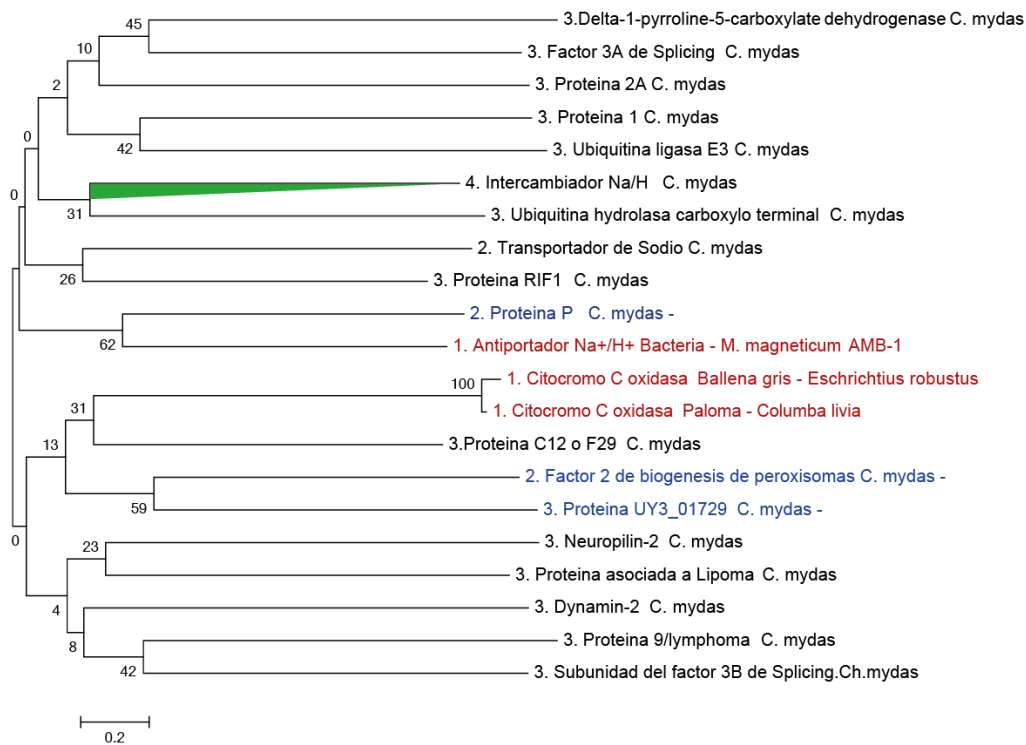 45
3.Delta-1-pyrroline-5-carboxylate dehydrogenase C. mydas
10
3. Factor 3A de Splicing C. mydas
2
3. Proteina 2A C. mydas
3. Proteina 1 C. mydas
0
42
3. Ubiquitina ligasa E3 C. mydas
4. Intercambiador Na/H C. mydas
0
31
3. Ubiquitina hydrolasa carboxylo terminal C. mydas
2. Transportador de Sodio C. mydas
26
3. Proteina RIF1 C. mydas
2. Proteina P C. mydas -
62
1. Antiportador Na+/H+ Bacteria - M. magneticum AMB-1
100
1. Citocromo C oxidasa Ballena gris - Eschrichtius robustus
31
1. Citocromo C oxidasa Paloma - Columba livia
13
3.Proteina C12 o F29 C. mydas
2. Factor 2 de biogenesis de peroxisomas C. mydas -
59
3. Proteina UY3_01729 C. mydas -
0
23
3. Neuropilin-2 C. mydas
3. Proteina asociada a Lipoma C. mydas
4
3. Dynamin-2 C. mydas
8
3. Proteina 9/lymphoma C. mydas
42
3. Subunidad del factor 3B de Splicing.Ch.mydas
0.2